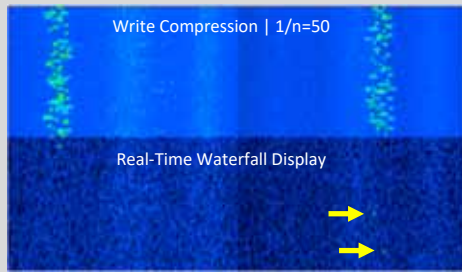 Write Compression | 1/n=50
Real-Time Waterfall Display